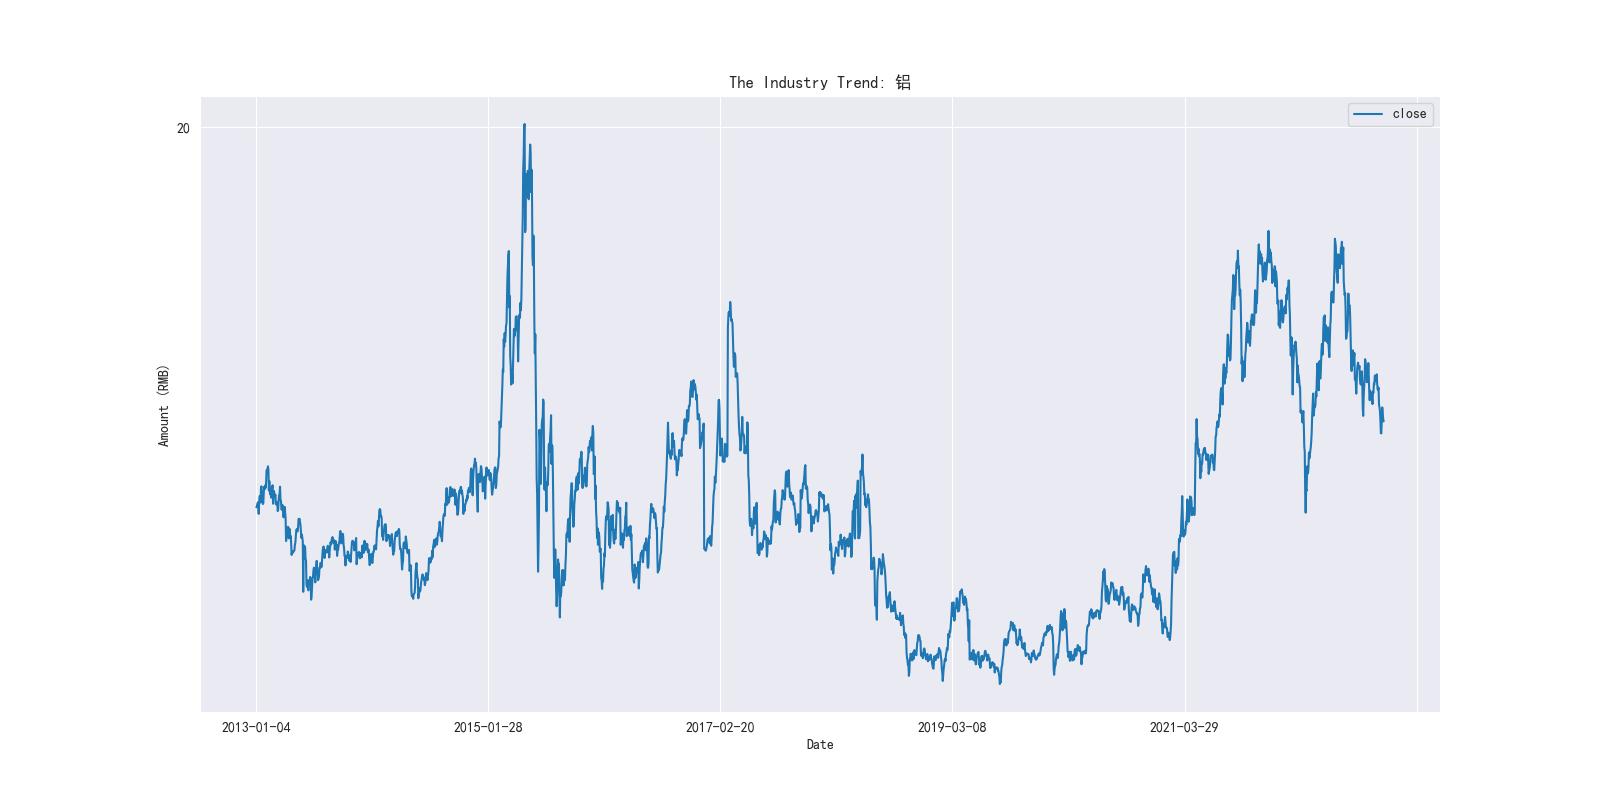 The Industry Trend: 铝
close
20
Amount (RMB)
2013-01-04
2015-01-28
2017-02-20
2019-03-08
2021-03-29
Date